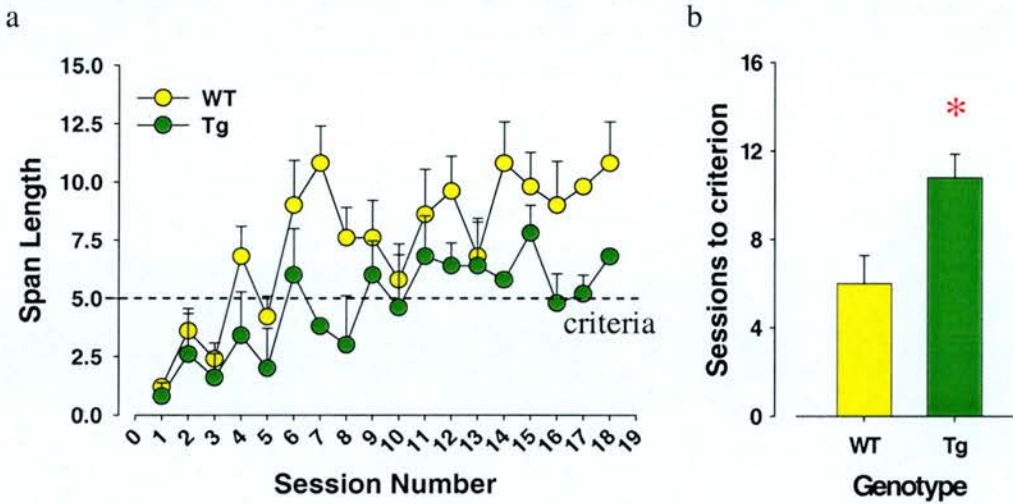 a
15.0
12.5
10.0
7.5
5.0
2.5
0.0
Span Length
WT
Tg
criteria
0 1 2 3 4 5 6 7 8 9 10 11 12 13 14 15 16 17 18 19
Session Number
b
16
12
8
4
0
Sessions to criterion
*
WT Tg
Genotype